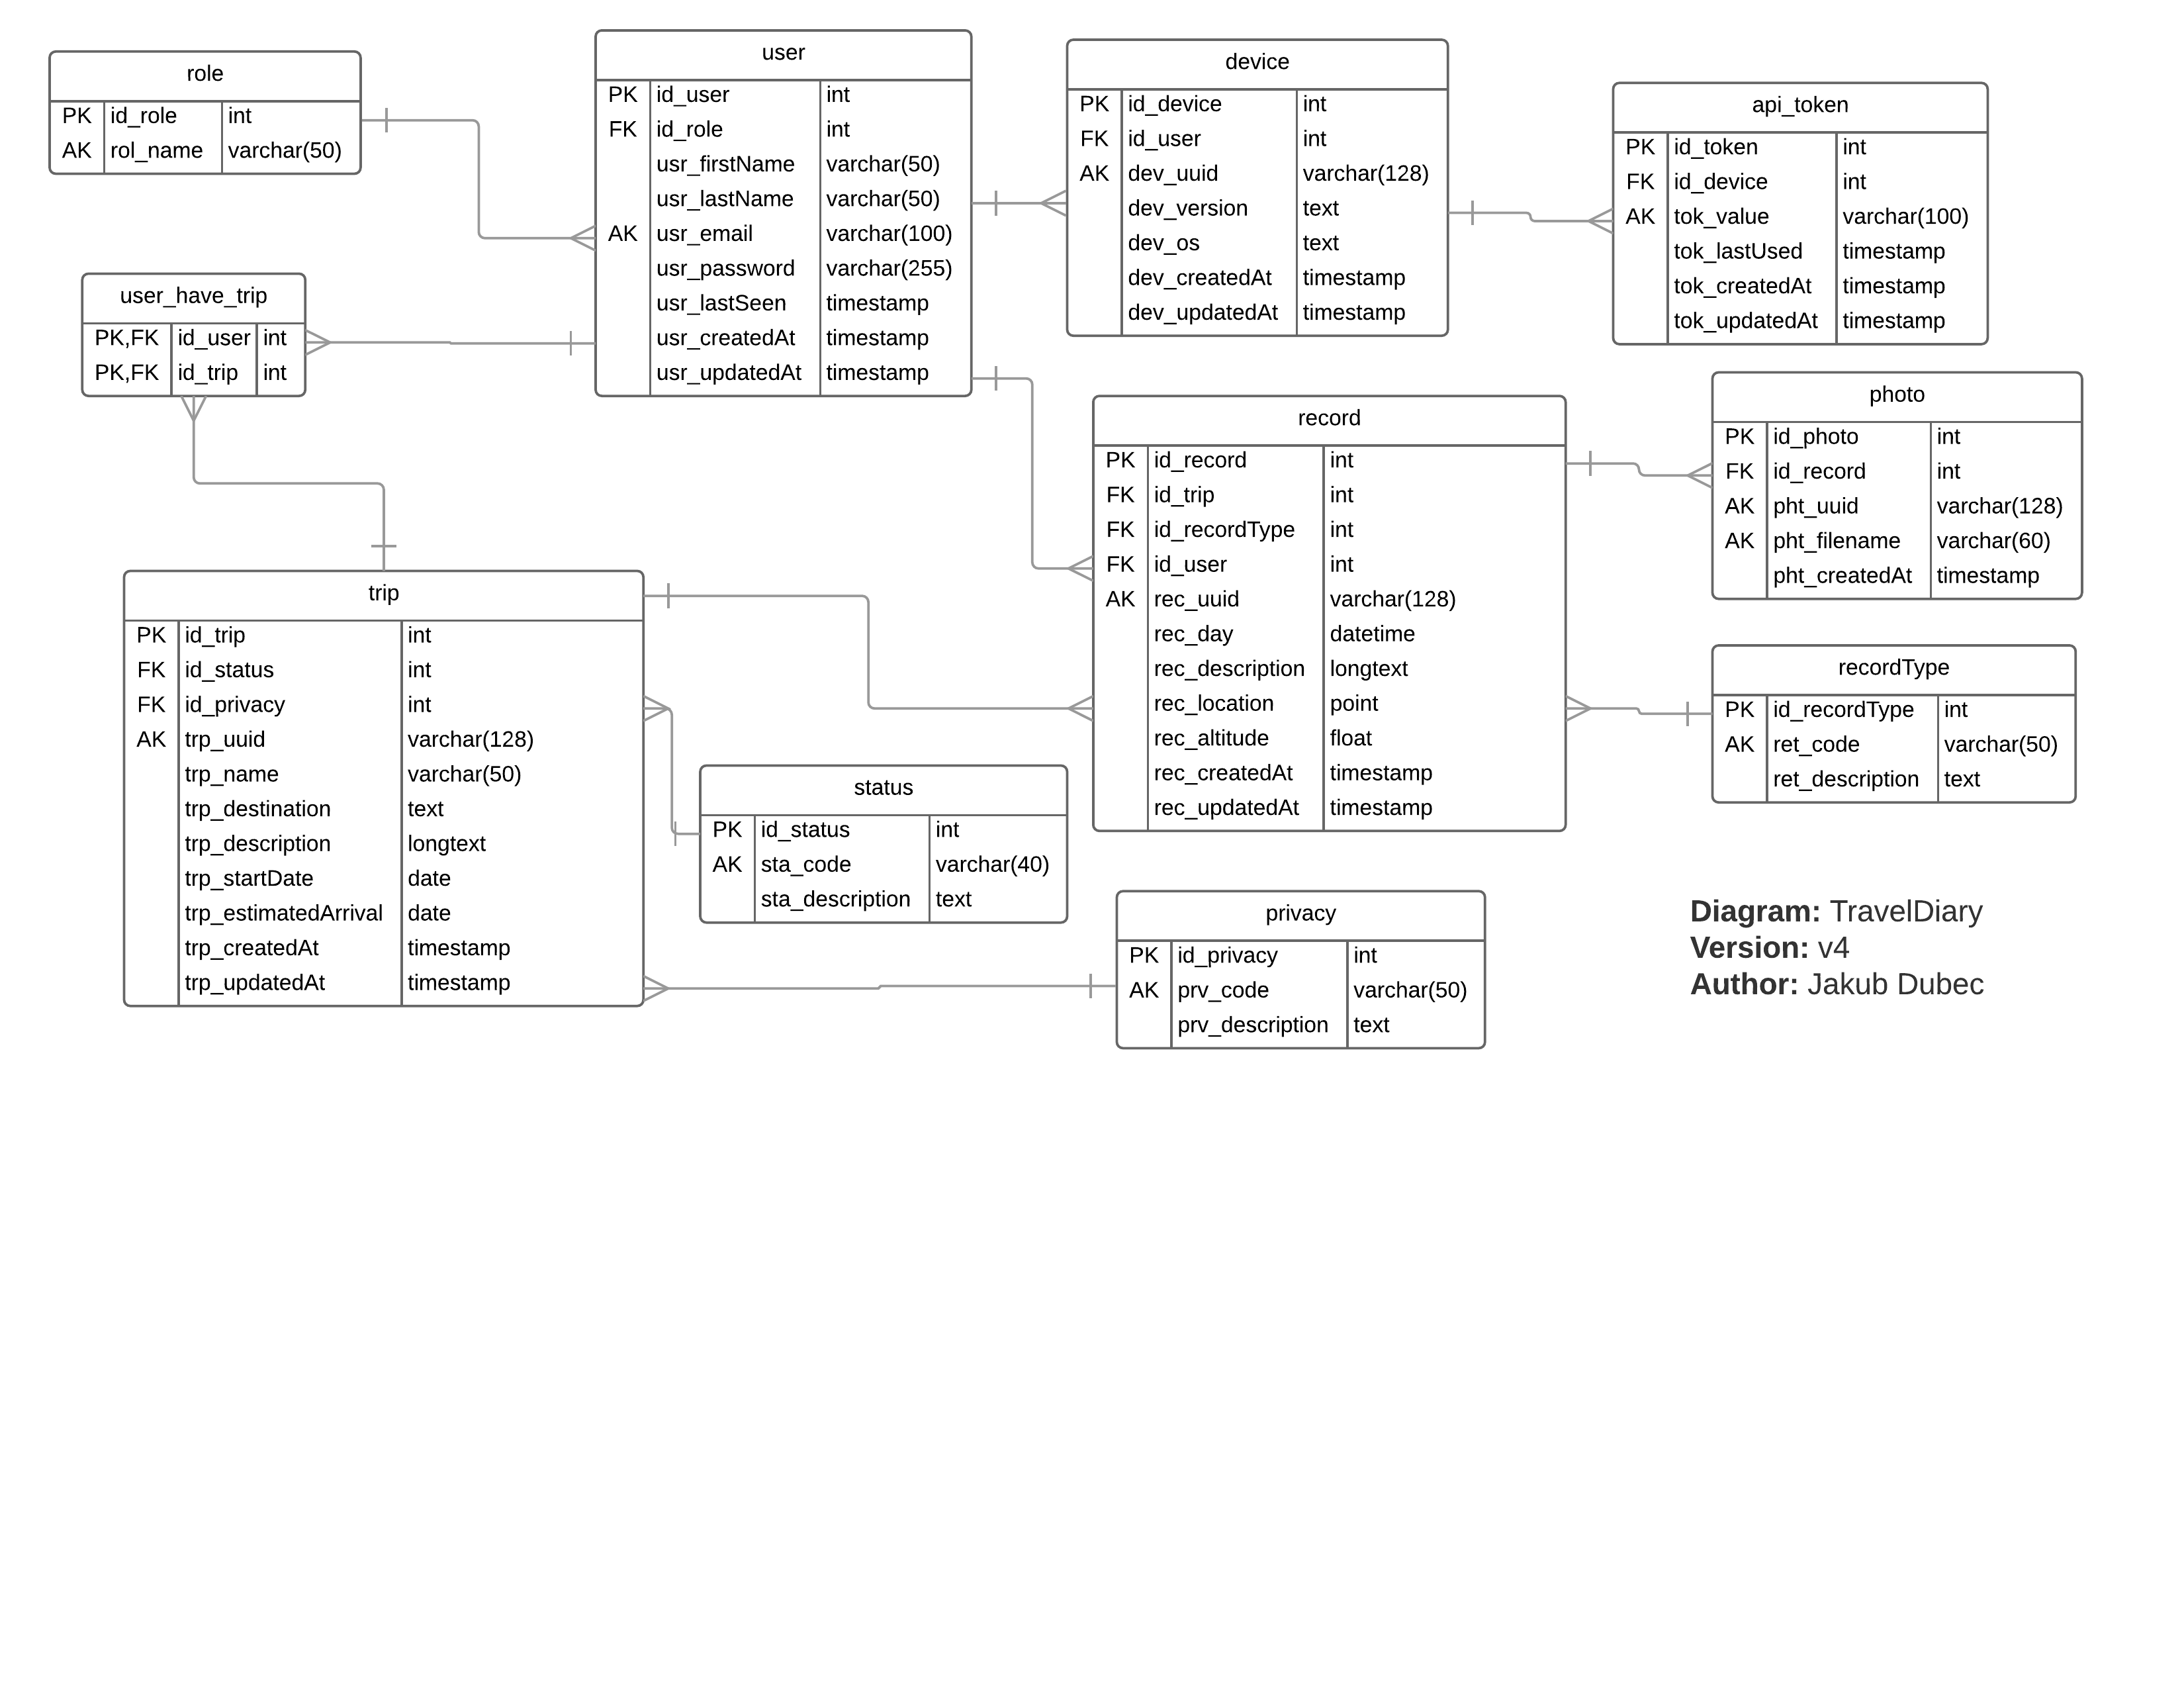 role
PK id_role int
AK rol_name varchar(50)
user
PK id_user int
FK id_role int
usr_firstName varchar(50)
usr_lastName varchar(50)
AK usr_email varchar(100)
usr_password varchar(255)
usr_lastSeen timestamp
usr_createdAt timestamp
usr_updatedAt timestamp
device
PK id_device int
FK id_user int
AK dev_uuid varchar(128)
dev_version text
dev_os text
dev_createdAt timestamp
dev_updatedAt timestamp
api_token
PK id_token int
FK id_device int
AK tok_value varchar(100)
tok_lastUsed timestamp
tok_createdAt timestamp
tok_updatedAt timestamp
user_have_trip
PK,FK id_user int
PK,FK id_trip int
record
PK id_record int
FK id_trip int
FK id_recordType int
FK id_user int
AK rec_uuid varchar(128)
rec_day datetime
rec_description longtext
rec_location point
rec_altitude float
rec_createdAt timestamp
rec_updatedAt timestamp
photo
PK id_photo int
FK id_record int
AK pht_uuid varchar(128)
AK pht_filename varchar(60)
pht_createdAt timestamp
trip
PK id_trip int
FK id_status int
FK id_privacy int
AK trp_uuid varchar(128)
trp_name varchar(50)
trp_destination text
trp_description longtext
trp_startDate date
trp_estimatedArrival date
trp_createdAt timestamp
trp_updatedAt timestamp
status
PK id_status int
AK sta_code varchar(40)
sta_description text
recordType
PK id_recordType int
AK ret_code varchar(50)
ret_description text
privacy
PK id_privacy int
AK prv_code varchar(50)
prv_description text
Diagram: TravelDiary
Version: v4
Author: Jakub Dubec